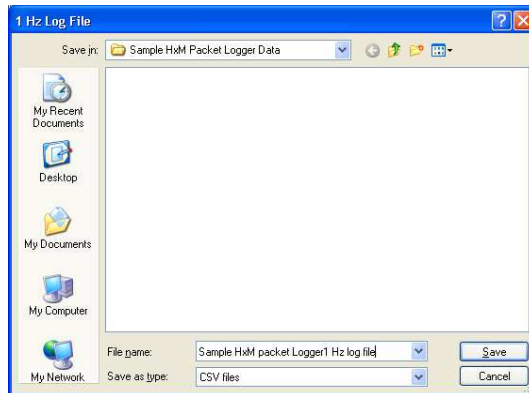 1 Hz Log File
Save in: Sample HxM Packet Logger Data
My Recent
Documents
Desktop
My Documents
My Computer
My Network
File name: Sample HxM packet Logger1 Hz log file
Save
Save as type: CSV files
Cancel